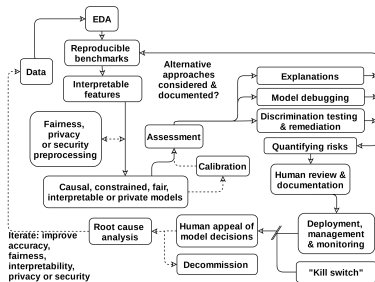 EDA
Reproducible
benchmarks
Data
Interpretable
features
Alternative
approaches
considered &
documented?
Explanations
Model debugging
Discrimination testing
& remediation
Fairness,
privacy
or security
preprocessing
Assessment
Quantifying risks
Calibration
Human review &
documentation
Causal, constrained, fair,
interpretable or private models
Root cause
analysis
Human appeal of
model decisions
Deployment,
management
& monitoring
Iterate: improve
accuracy,
fairness,
interpretability,
privacy or security
Decommission
"Kill switch"